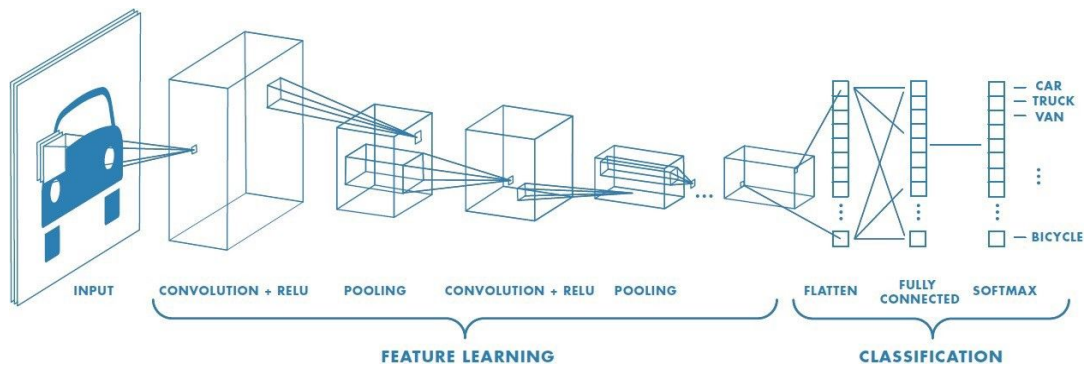 CAR
TRUCK
VAN
BICYCLE
INPUT
CONVOLUTION + RELU
POOLING
CONVOLUTION + RELU
POOLING
FLATTEN
FULLY
CONNECTED
SOFTMAX
FEATURE LEARNING
CLASSIFICATION